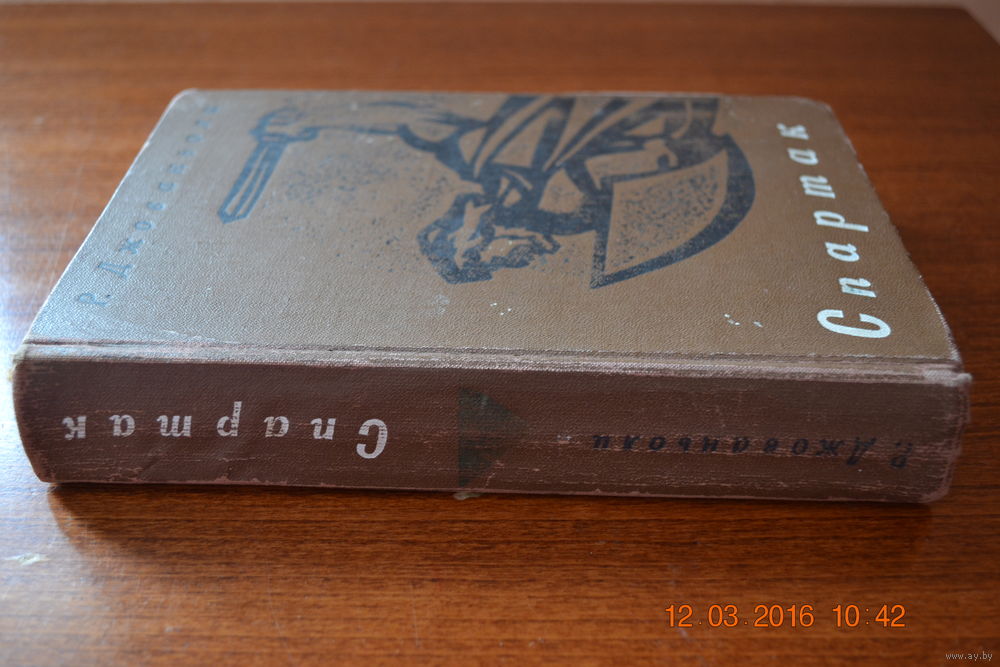 Р. Джованьоли
Спартак
Спартак
Р. Джованьоли
12.03.2016 10:42
www.ay.by